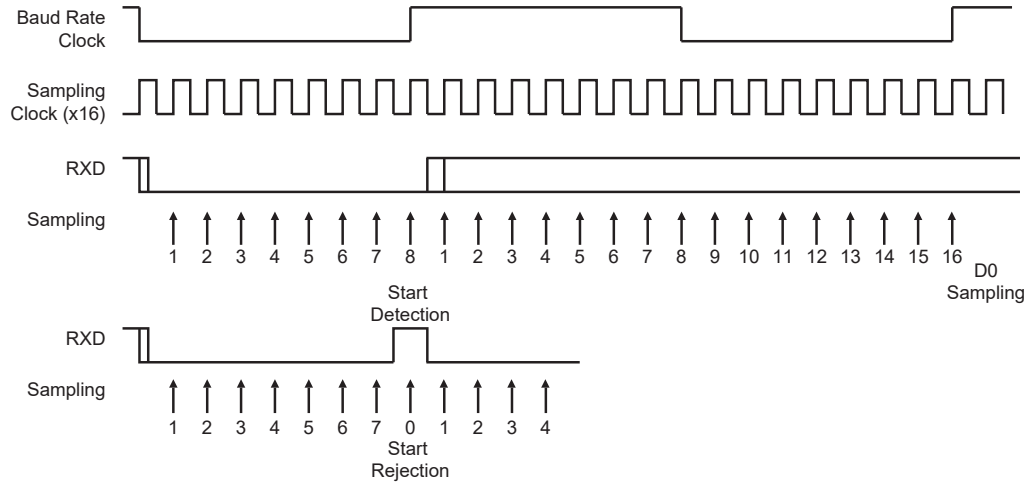 Baud Rate
Clock
Sampling
Clock (x16)
RXD
Sampling
1 2 3 4 5 6 7 8 1 2 3 4 5 6 7 8 9 10 11 12 13 14 15 16
D0
Sampling
Start
Detection
RXD
Sampling
1 2 3 4 5 6 7 0 1 2 3 4
Start
Rejection